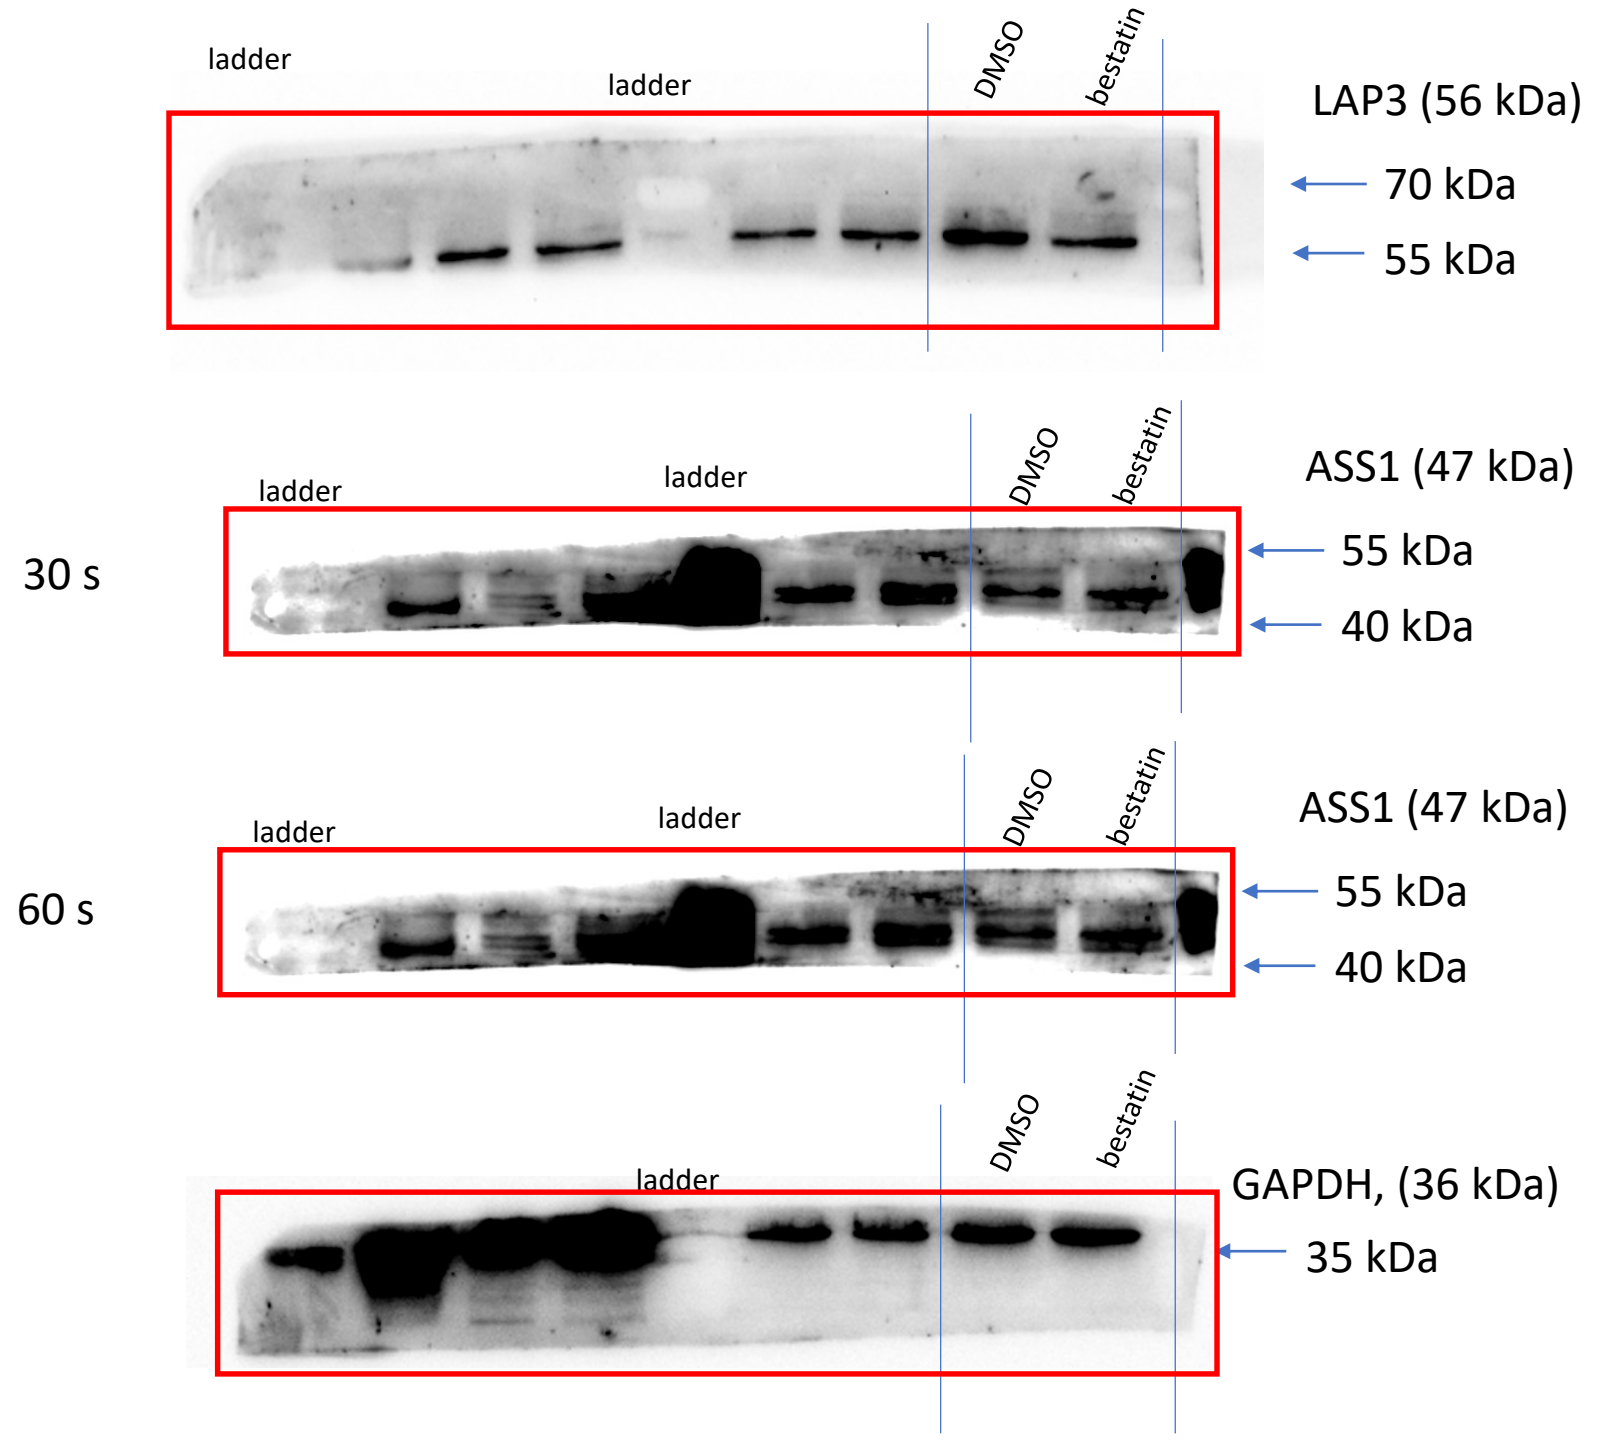 ladder
ladder
DMSO
bestatin
LAP3 (56 kDa)
70 kDa
55 kDa
30 s
ladder
ladder
DMSO
bestatin
ASS1 (47 kDa)
55 kDa
40 kDa
60 s
ladder
ladder
DMSO
bestatin
ASS1 (47 kDa)
55 kDa
40 kDa
ladder
DMSO
bestatin
GAPDH, (36 kDa)
35 kDa